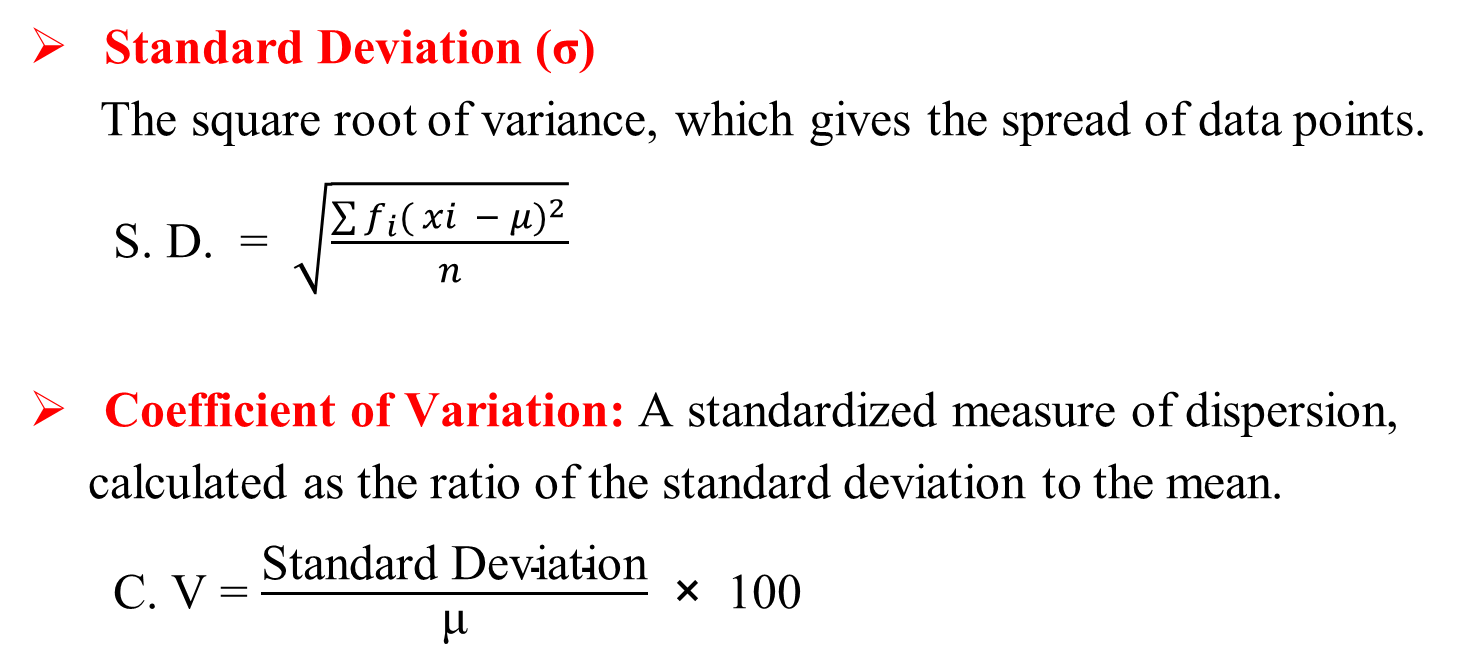 ➢ Standard Deviation (σ)
The square root of variance, which gives the spread of data points.
S. D. = √(∑ fᵢ( xi − μ)² / n)
➢ Coefficient of Variation: A standardized measure of dispersion,
calculated as the ratio of the standard deviation to the mean.
C. V = Standard Deviation / μ × 100